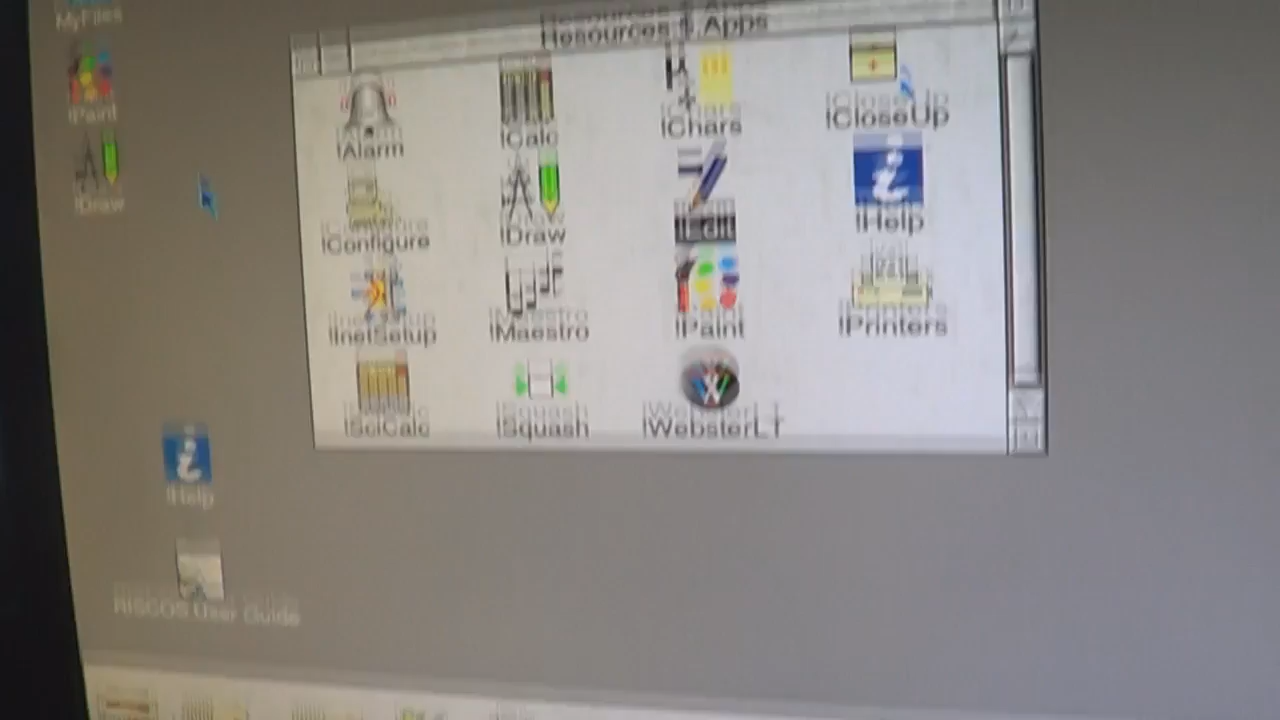 MyFiles
!Paint
!Draw
Resources $.Apps
!Alarm
!Calc
!Chars
!CloseUp
!Configure
!Draw
!Edit
!Help
!InetSetup
!Maestro
!Paint
!Printers
!SciCalc
!Squash
!WebsterLT
!Help
RISCOS User Guide